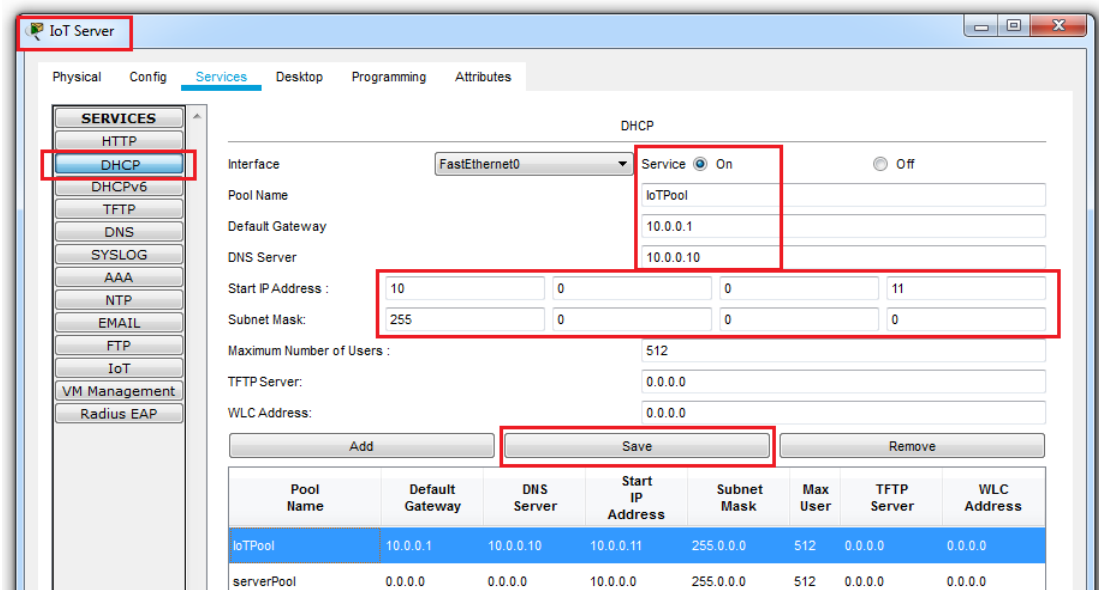 IoT Server
Physical Config Services Desktop Programming Attributes
SERVICES
HTTP
DHCP
DHCPv6
TFTP
DNS
SYSLOG
AAA
NTP
EMAIL
FTP
IoT
VM Management
Radius EAP
DHCP
Interface FastEthernet0 Service On Off
Pool Name IoTPool
Default Gateway 10.0.0.1
DNS Server 10.0.0.10
Start IP Address : 10 0 0 11
Subnet Mask: 255 0 0 0
Maximum Number of Users : 512
TFTP Server: 0.0.0.0
WLC Address: 0.0.0.0
Add Save Remove
Pool Name Default Gateway DNS Server Start IP Address Subnet Mask Max User TFTP Server WLC Address
IoTPool 10.0.0.1 10.0.0.10 10.0.0.11 255.0.0.0 512 0.0.0.0 0.0.0.0
serverPool 0.0.0.0 0.0.0.0 10.0.0.0 255.0.0.0 512 0.0.0.0 0.0.0.0